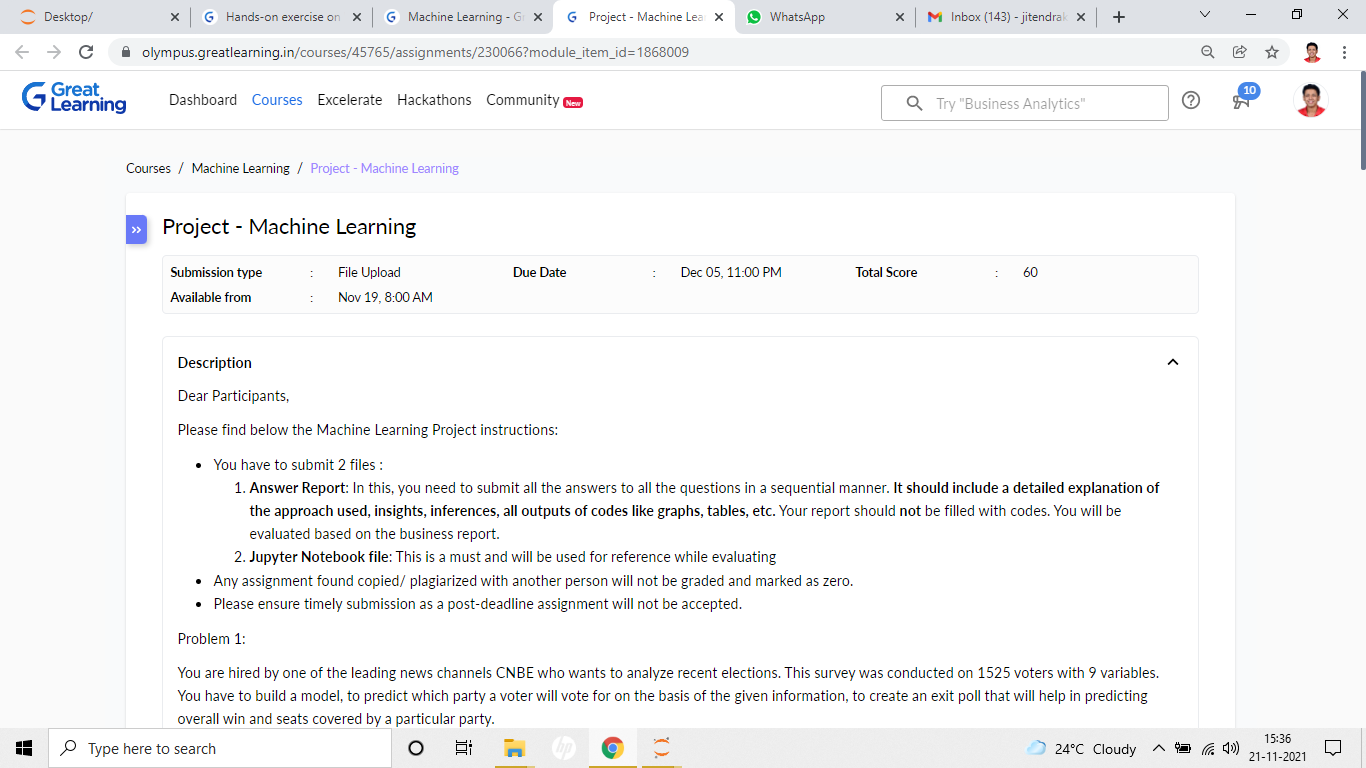 Desktop/
Hands-on exercise on
Machine Learning - G
Project - Machine Lea
WhatsApp
Inbox (143) - jitendrak
olympus.greatlearning.in/courses/45765/assignments/230066?module_item_id=1868009
Great
Learning
Dashboard Courses Excelerate Hackathons Community New
Try "Business Analytics"
10
Courses / Machine Learning / Project - Machine Learning
»
Project - Machine Learning
Submission type : File Upload Due Date : Dec 05, 11:00 PM Total Score : 60
Available from : Nov 19, 8:00 AM
Description
Dear Participants,
Please find below the Machine Learning Project instructions:
• You have to submit 2 files :
1. Answer Report: In this, you need to submit all the answers to all the questions in a sequential manner. It should include a detailed explanation of
the approach used, insights, inferences, all outputs of codes like graphs, tables, etc. Your report should not be filled with codes. You will be
evaluated based on the business report.
2. Jupyter Notebook file: This is a must and will be used for reference while evaluating
• Any assignment found copied/ plagiarized with another person will not be graded and marked as zero.
• Please ensure timely submission as a post-deadline assignment will not be accepted.
Problem 1:
You are hired by one of the leading news channels CNBE who wants to analyze recent elections. This survey was conducted on 1525 voters with 9 variables.
You have to build a model, to predict which party a voter will vote for on the basis of the given information, to create an exit poll that will help in predicting
overall win and seats covered by a particular party.
Type here to search
hp
24°C Cloudy
15:36
21-11-2021